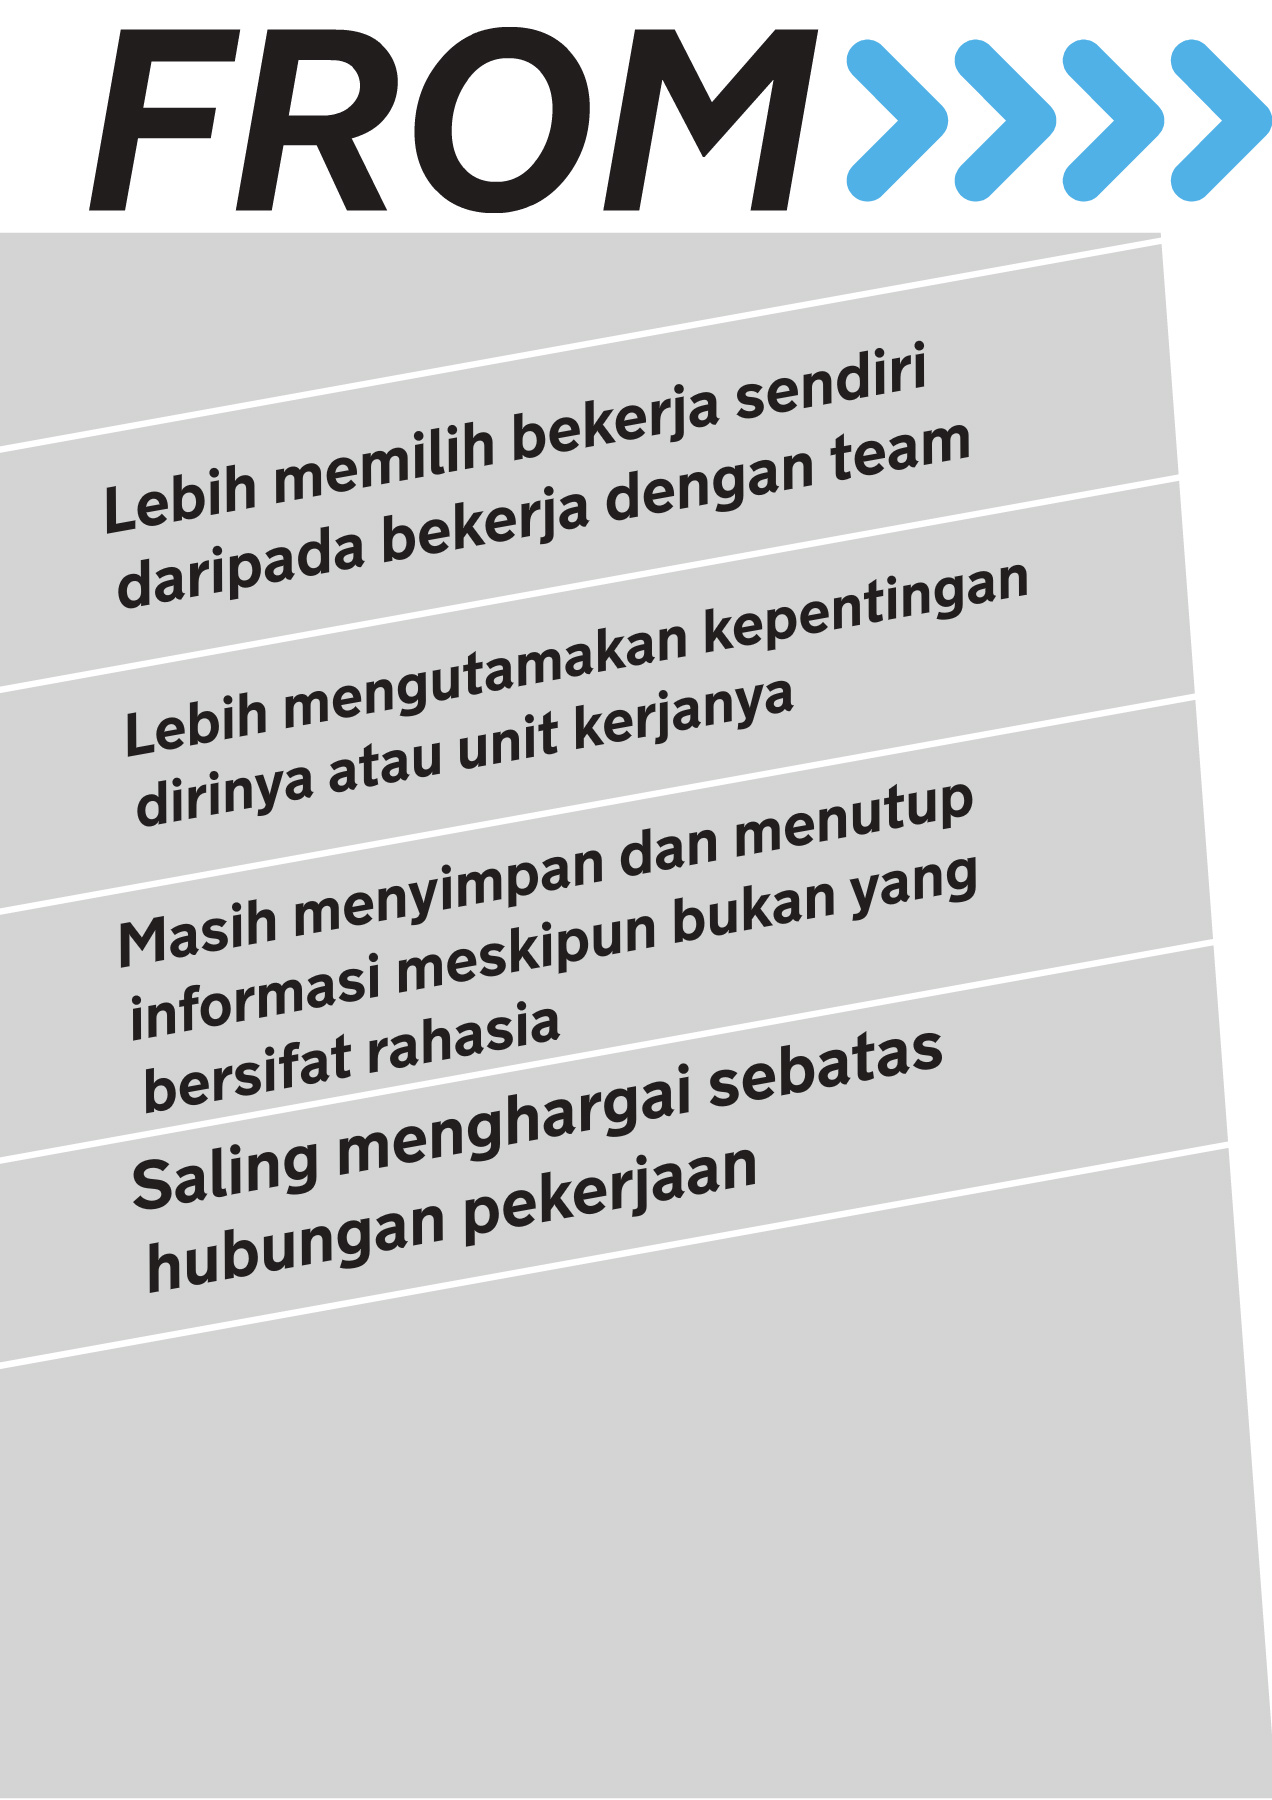 FROM
Lebih memilih bekerja sendiri
daripada bekerja dengan team
Lebih mengutamakan kepentingan
dirinya atau unit kerjanya
Masih menyimpan dan menutup
informasi meskipun bukan yang
bersifat rahasia
Saling menghargai sebatas
hubungan pekerjaan